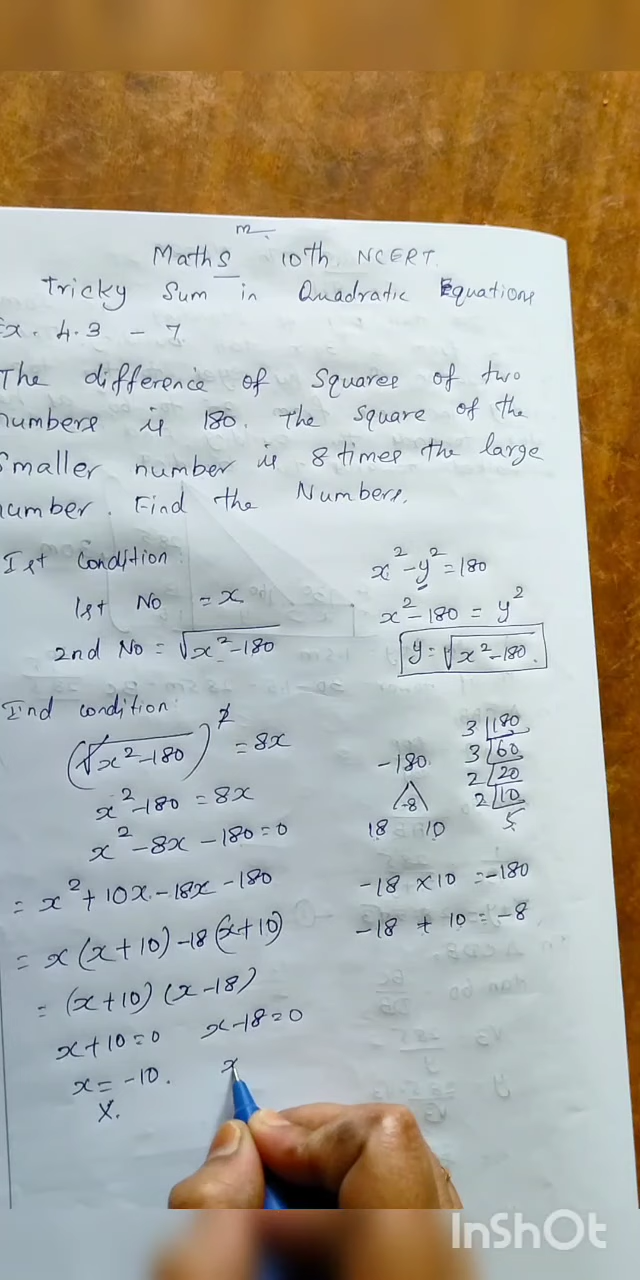 m.
Maths 10th NCERT.
Tricky Sum in Quadratic Equations
Ex. 4.3 - 7.
The difference of squares of two
numbers is 180. The square of the
Smaller number is 8 times the large
number. Find the Numbers.
Ist Condition:
x² - y² = 180
1st No = x
x² - 180 = y²
2nd No = √x² - 180
y = √x² - 180.
IInd condition:
(√x² - 180)² = 8x
x² - 180 = 8x
x² - 8x - 180 = 0
= x² + 10x - 18x - 180
= x(x+10) - 18(x+10)
= (x+10)(x-18)
x+10=0 x-18=0
x = -10. x
X.
-180.
-8
18 10
3 180
3 60
2 20
2 10
5
-18 × 10 = -180
-18 + 10 = -8
InShOt